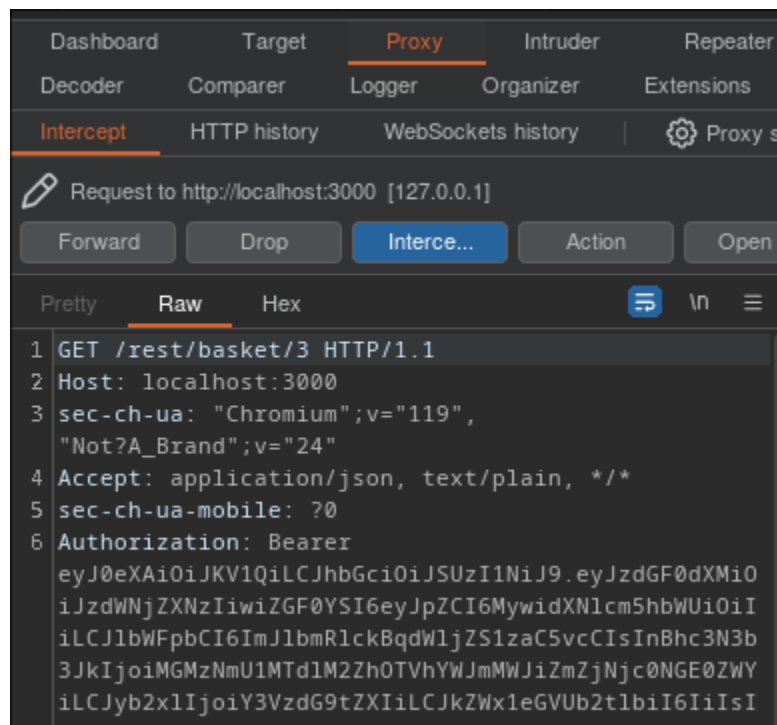 Dashboard Target Proxy Intruder Repeater
Decoder Comparer Logger Organizer Extensions
Intercept HTTP history WebSockets history Proxy s
Request to http://localhost:3000 [127.0.0.1]
Forward Drop Interce... Action Open
Pretty Raw Hex \n
1 GET /rest/basket/3 HTTP/1.1
2 Host: localhost:3000
3 sec-ch-ua: "Chromium";v="119",
"Not?A_Brand";v="24"
4 Accept: application/json, text/plain, */*
5 sec-ch-ua-mobile: ?0
6 Authorization: Bearer
eyJ0eXAiOiJKV1QiLCJhbGciOiJSUzI1NiJ9.eyJzdGF0dXMiO
iJzdWNjZXNzIiwiZGF0YSI6eyJpZCI6MywidXNlcm5hbWUiOiI
iLCJlbWFpbCI6ImJlbmRlckBqdWljZS1zaC5vcCIsInBhc3N3b
3JkIjoiMGMzNmU1MTdlM2ZhOTVhYWJmMWJiZmZjNjc0NGE0ZWY
iLCJyb2xlIjoiY3VzdG9tZXIiLCJkZWx1eGVUb2tlbiI6IiIsI